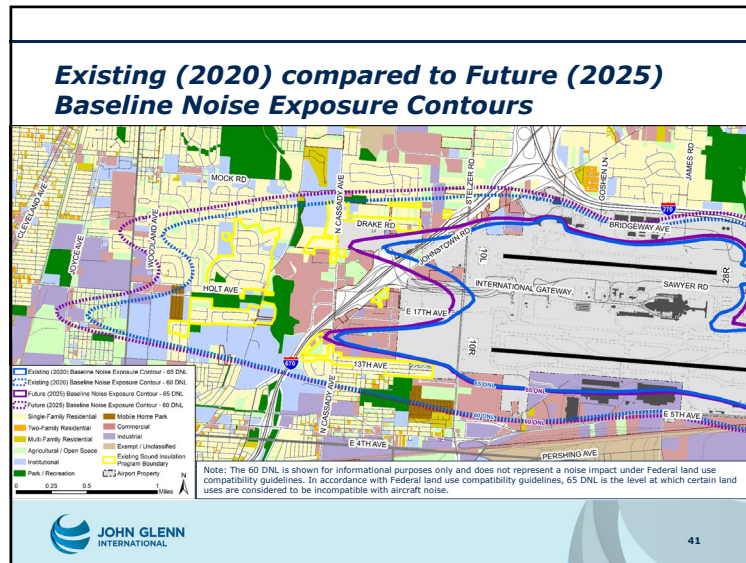 Existing (2020) compared to Future (2025)
Baseline Noise Exposure Contours
CLEVELAND AVE
JOYCE AVE
WOODLAND AVE
MOCK RD
N CASSADY AVE
DRAKE RD
STELZER RD
JOHNSTOWN RD
GOSHEN LN
JAMES RD
270
BRIDGEWAY AVE
10L
28R
INTERNATIONAL GATEWAY
SAWYER RD
HOLT AVE
E 17TH AVE
10R
670
13TH AVE
N CASSADY AVE
65 DNL
65 DNL
60 DNL
60 DNL
E 5TH AVE
E 4TH AVE
PERSHING AVE
Existing (2020) Baseline Noise Exposure Contour - 65 DNL
Existing (2020) Baseline Noise Exposure Contour - 60 DNL
Future (2025) Baseline Noise Exposure Contour - 65 DNL
Future (2025) Baseline Noise Exposure Contour - 60 DNL
Single-Family Residential
Two-Family Residential
Multi-Family Residential
Agricultural / Open Space
Institutional
Park / Recreation
Mobile Home Park
Commercial
Industrial
Exempt / Unclassified
Existing Sound Insulation
Program Boundary
Airport Property
0 0.25 0.5 1
Miles
N
Note: The 60 DNL is shown for informational purposes only and does not represent a noise impact under Federal land use
compatibility guidelines. In accordance with Federal land use compatibility guidelines, 65 DNL is the level at which certain land
uses are considered to be incompatible with aircraft noise.
JOHN GLENN
INTERNATIONAL
41